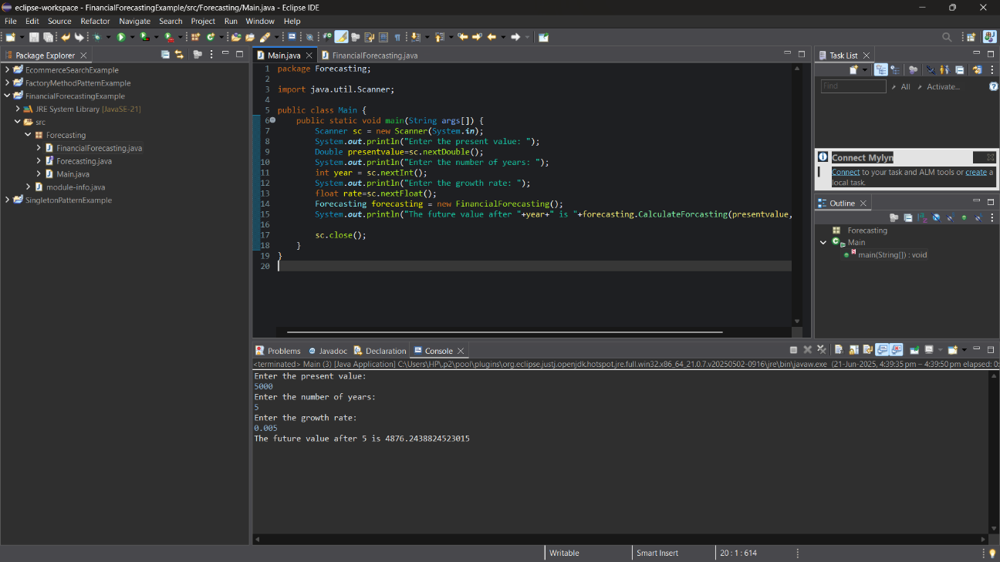 eclipse-workspace - FinancialForecastingExample/src/Forecasting/Main.java - Eclipse IDE
File Edit Source Refactor Navigate Search Project Run Window Help
Package Explorer
EcommerceSearchExample
FactoryMethodPatternExample
FinancialForecastingExample
JRE System Library [JavaSE-21]
src
Forecasting
FinancialForecasting.java
Forecasting.java
Main.java
module-info.java
SingletonPatternExample
Main.java FinancialForecasting.java
1 package Forecasting;
2
3 import java.util.Scanner;
4
5 public class Main {
6 public static void main(String args[]) {
7 Scanner sc = new Scanner(System.in);
8 System.out.println("Enter the present value: ");
9 Double presentvalue=sc.nextDouble();
10 System.out.println("Enter the number of years: ");
11 int year = sc.nextInt();
12 System.out.println("Enter the growth rate: ");
13 float rate=sc.nextFloat();
14 Forecasting forecasting = new FinancialForecasting();
15 System.out.println("The future value after "+year+" is "+forecasting.CalculateForcasting(presentvalue,
16
17 sc.close();
18 }
19 }
20
Task List
Find All Activate...
Connect Mylyn
Connect to your task and ALM tools or create a
local task.
Outline
Forecasting
Main
main(String[]) : void
Problems Javadoc Declaration Console
<terminated> Main (3) [Java Application] C:\Users\HP\.p2\pool\plugins\org.eclipse.justj.openjdk.hotspot.jre.full.win32.x86_64_21.0.7.v20250502-0916\jre\bin\javaw.exe (21-Jun-2025, 4:39:35 pm – 4:39:50 pm elapsed: 0:
Enter the present value:
5000
Enter the number of years:
5
Enter the growth rate:
0.005
The future value after 5 is 4876.2438824523015
Writable Smart Insert 20 : 1 : 614